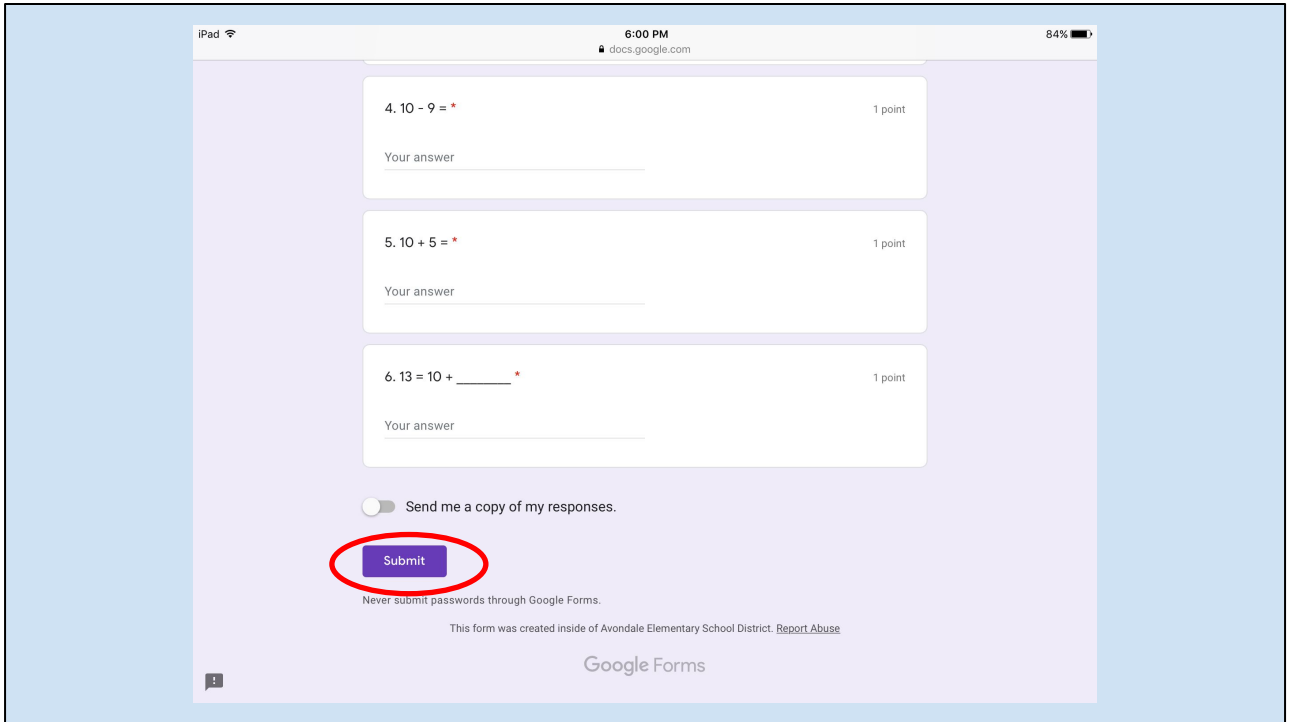 iPad 6:00 PM 84%
docs.google.com
4. 10 - 9 = * 1 point
Your answer
5. 10 + 5 = * 1 point
Your answer
6. 13 = 10 + ________ * 1 point
Your answer
Send me a copy of my responses.
Submit
Never submit passwords through Google Forms.
This form was created inside of Avondale Elementary School District. Report Abuse
Google Forms